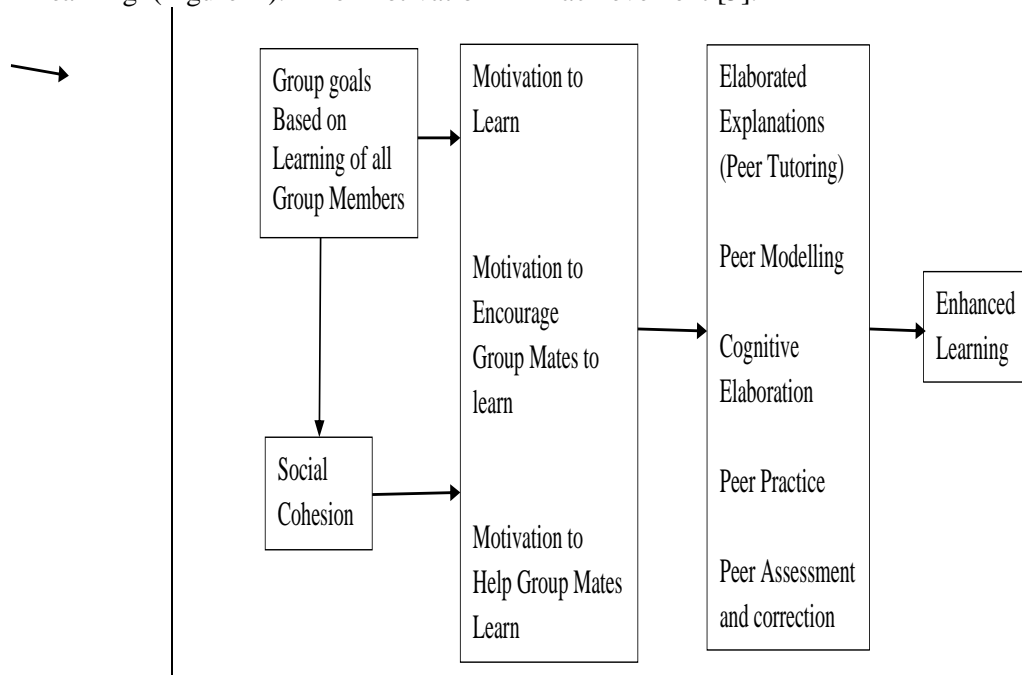 Group goals
Based on
Learning of all
Group Members
Social
Cohesion
Motivation to
Learn
Motivation to
Encourage
Group Mates to
learn
Motivation to
Help Group Mates
Learn
Elaborated
Explanations
(Peer Tutoring)
Peer Modelling
Cognitive
Elaboration
Peer Practice
Peer Assessment
and correction
Enhanced
Learning